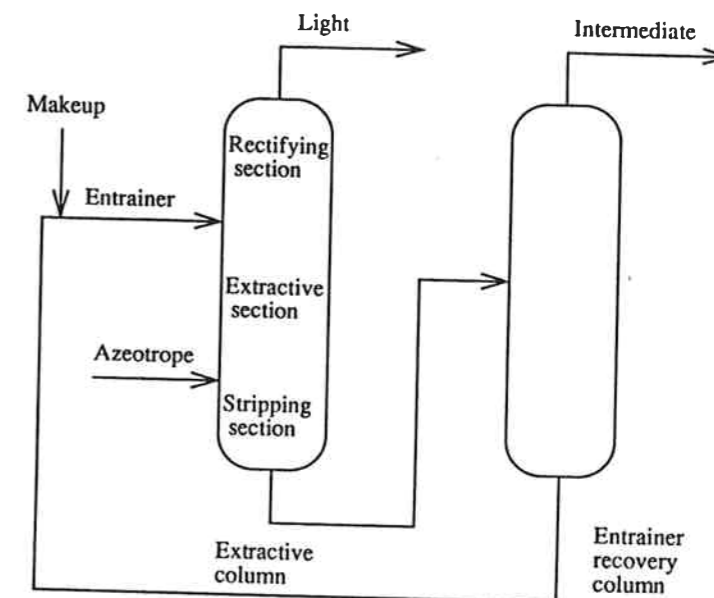 Light
Intermediate
Makeup
Rectifying
section
Entrainer
Extractive
section
Azeotrope
Stripping
section
Extractive
column
Entrainer
recovery
column